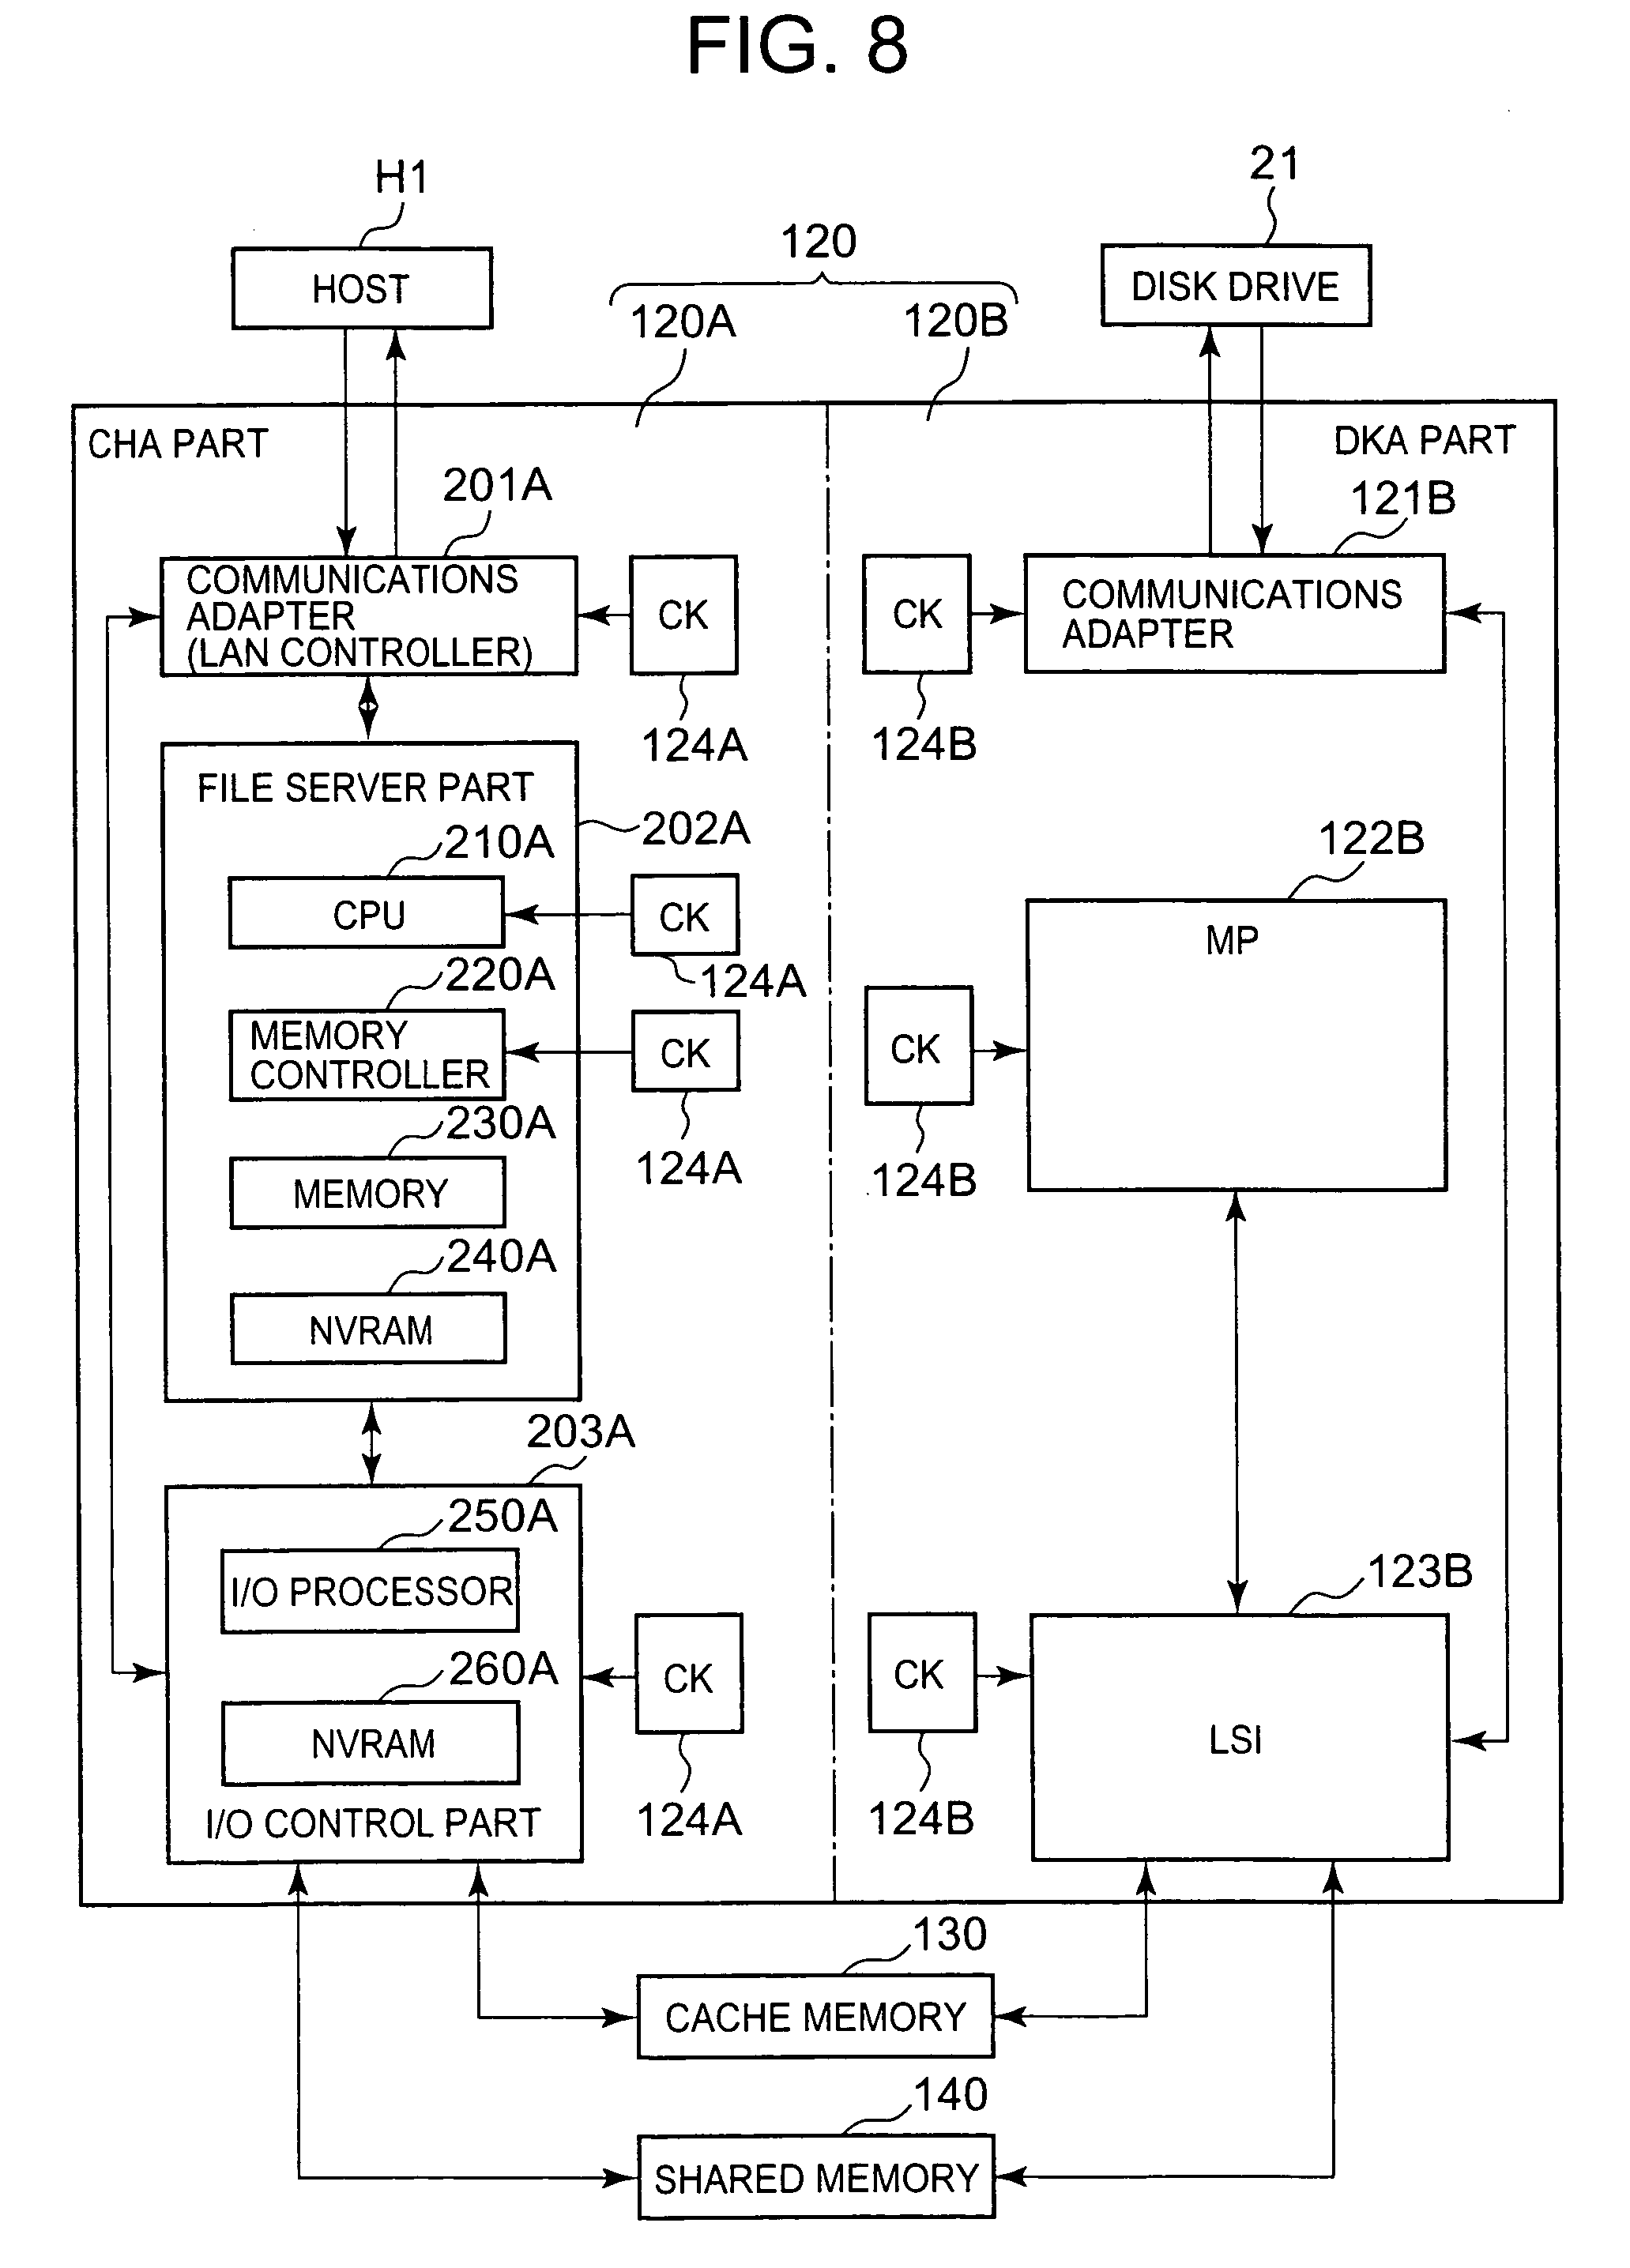 FIG. 8
H1
21
HOST
120
DISK DRIVE
120A
120B
CHA PART
DKA PART
201A
121B
COMMUNICATIONS
ADAPTER
(LAN CONTROLLER)
CK
CK
COMMUNICATIONS
ADAPTER
124A
124B
FILE SERVER PART
202A
210A
122B
CPU
CK
MP
220A
124A
MEMORY
CONTROLLER
CK
CK
230A
124A
124B
MEMORY
240A
NVRAM
203A
250A
I/O PROCESSOR
123B
260A
CK
CK
NVRAM
LSI
I/O CONTROL PART
124A
124B
130
CACHE MEMORY
140
SHARED MEMORY